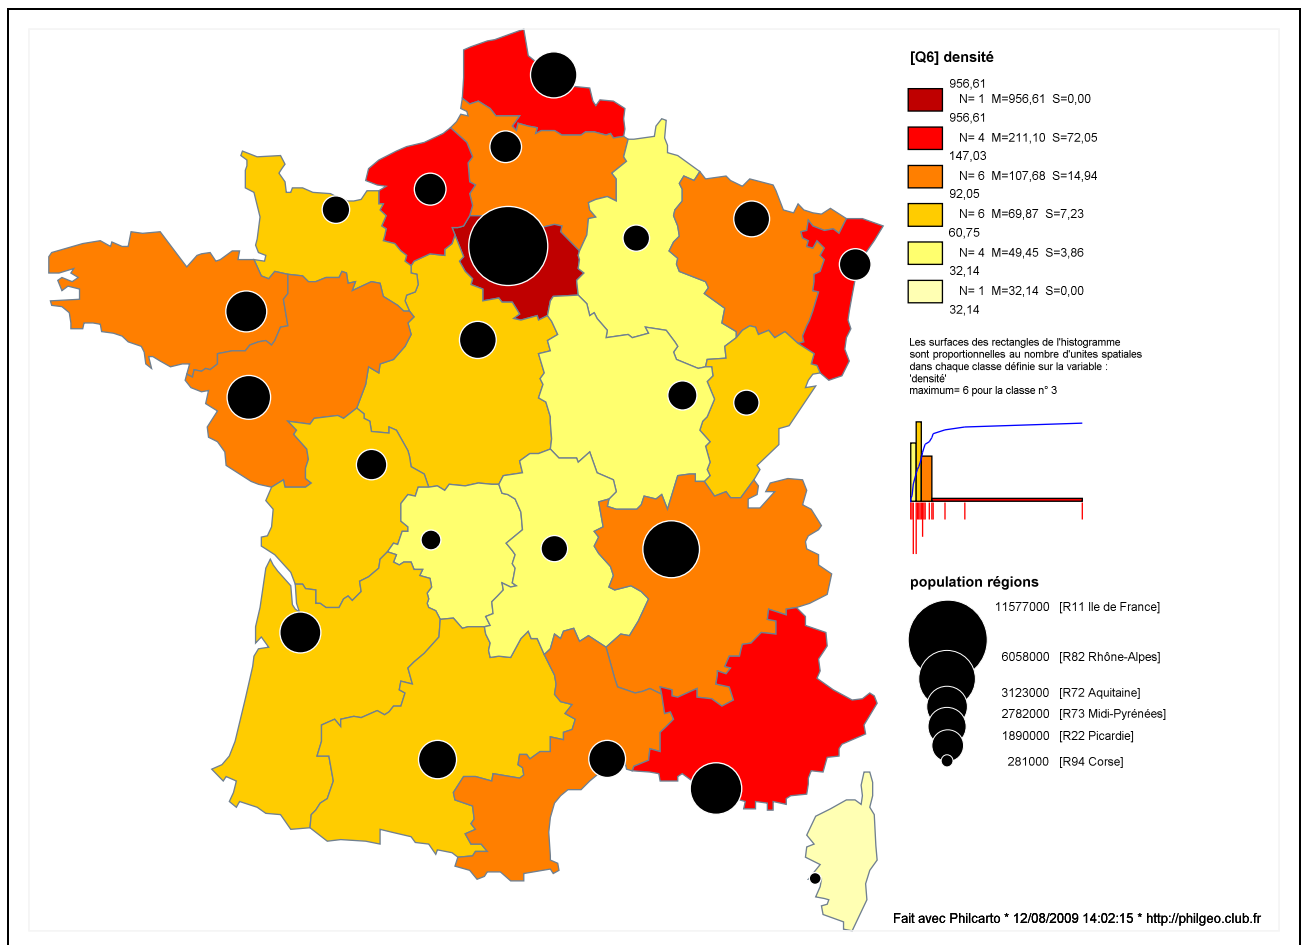 [Q6] densité
956,61
N= 1 M=956,61 S=0,00
956,61
N= 4 M=211,10 S=72,05
147,03
N= 6 M=107,68 S=14,94
92,05
N= 6 M=69,87 S=7,23
60,75
N= 4 M=49,45 S=3,86
32,14
N= 1 M=32,14 S=0,00
32,14
Les surfaces des rectangles de l'histogramme
sont proportionnelles au nombre d'unites spatiales
dans chaque classe définie sur la variable :
'densité'
maximum= 6 pour la classe n° 3
population régions
11577000 [R11 Ile de France]
6058000 [R82 Rhône-Alpes]
3123000 [R72 Aquitaine]
2782000 [R73 Midi-Pyrénées]
1890000 [R22 Picardie]
281000 [R94 Corse]
Fait avec Philcarto * 12/08/2009 14:02:15 * http://philgeo.club.fr